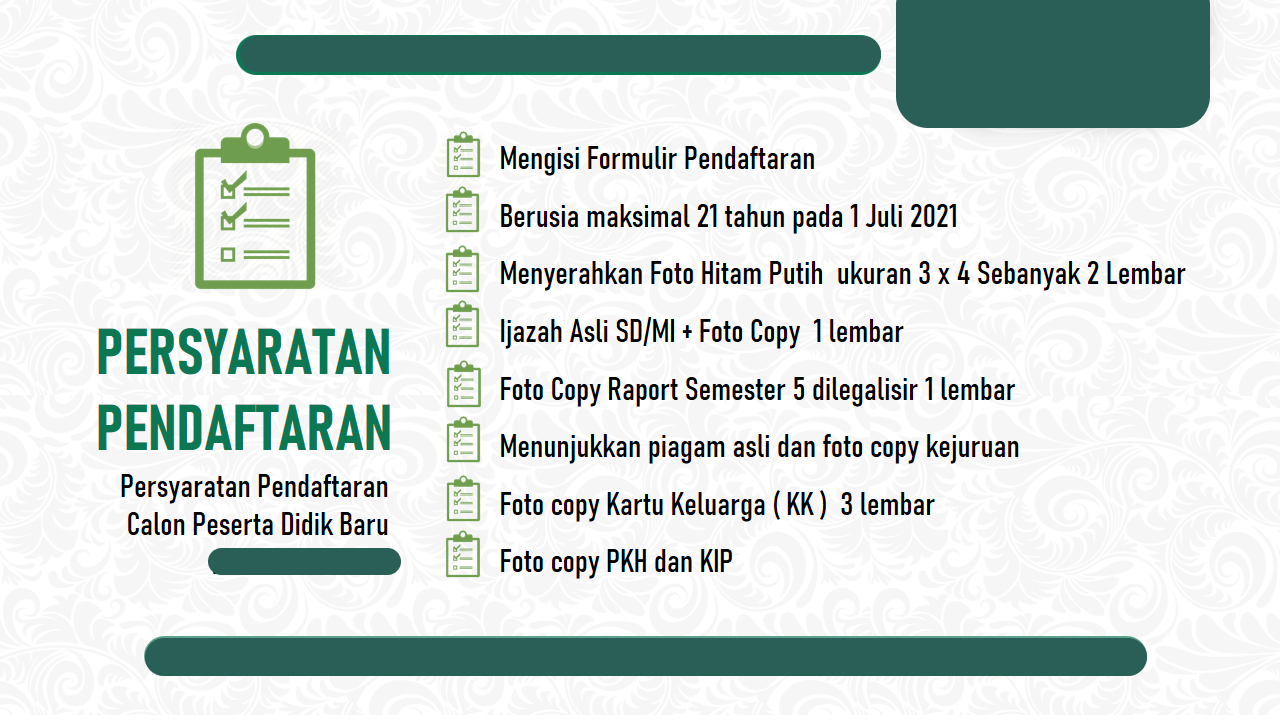 PERSYARATAN
PENDAFTARAN
Persyaratan Pendaftaran
Calon Peserta Didik Baru
Mengisi Formulir Pendaftaran
Berusia maksimal 21 tahun pada 1 Juli 2021
Menyerahkan Foto Hitam Putih ukuran 3 x 4 Sebanyak 2 Lembar
Ijazah Asli SD/MI + Foto Copy 1 lembar
Foto Copy Raport Semester 5 dilegalisir 1 lembar
Menunjukkan piagam asli dan foto copy kejuruan
Foto copy Kartu Keluarga ( KK ) 3 lembar
Foto copy PKH dan KIP